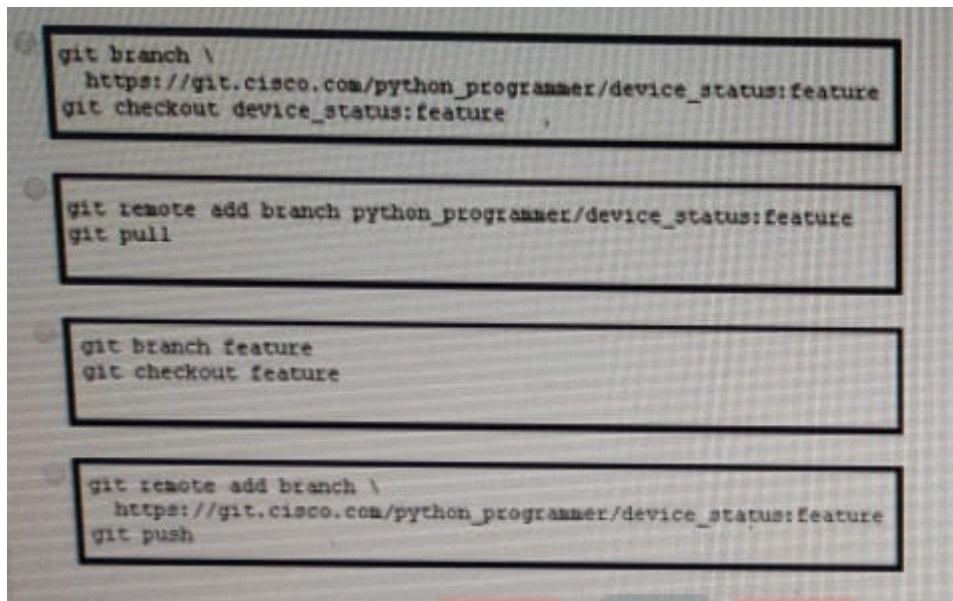 git branch \
https://git.cisco.com/python_programmer/device_status:feature
git checkout device_status:feature
git remote add branch python_programmer/device_status:feature
git pull
git branch feature
git checkout feature
git remote add branch \
https://git.cisco.com/python_programmer/device_status:feature
git push